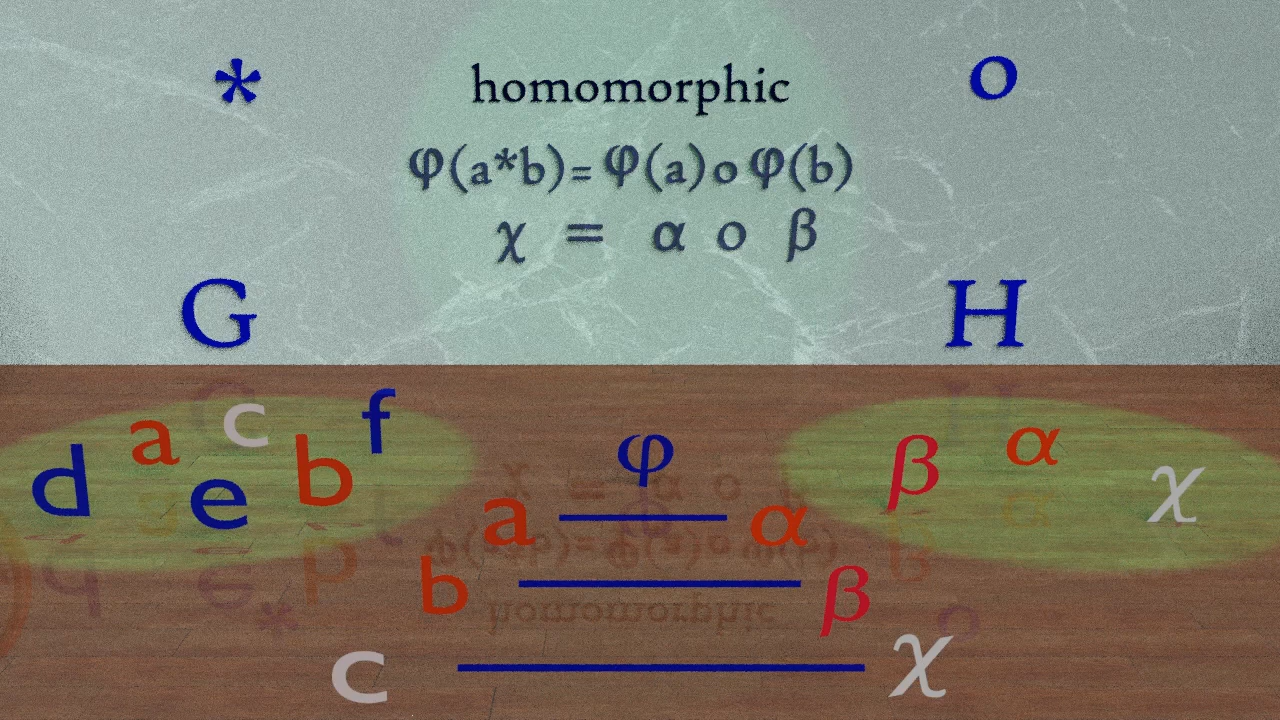 * homomorphic o
φ(a*b)=φ(a)oφ(b)
χ = α o β
G H
d a c e b f φ β α χ
a α
b β
c χ